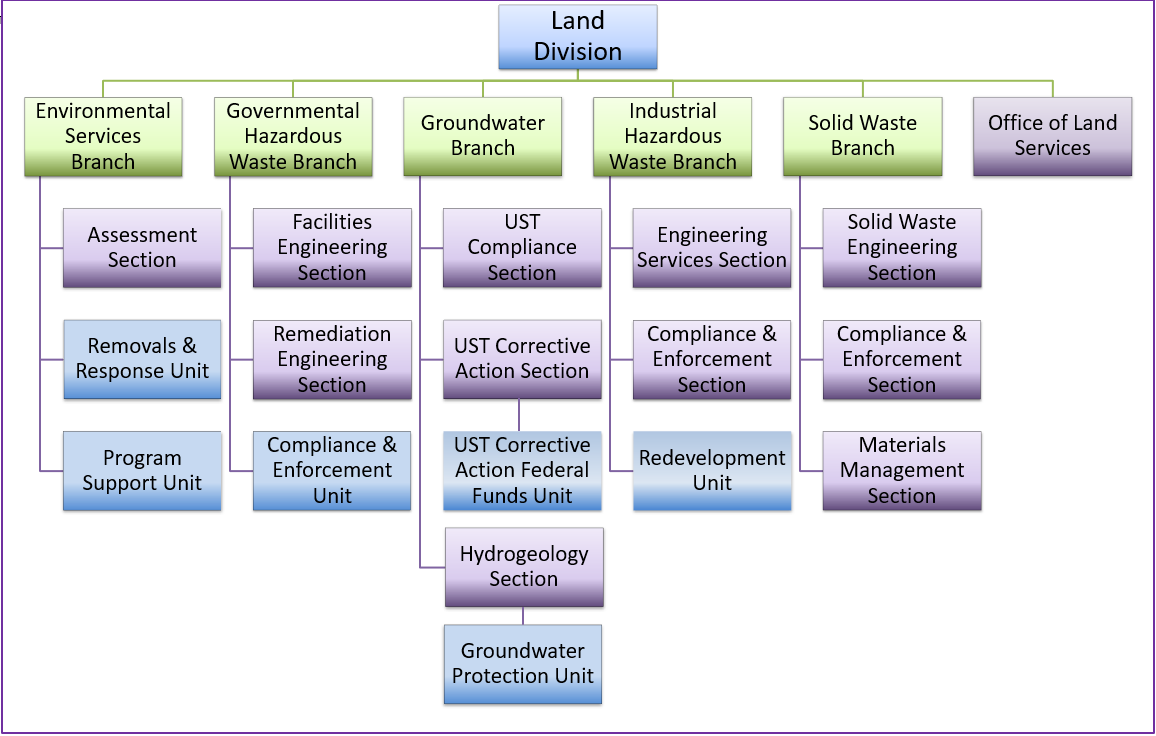 Land
Division
Environmental
Services
Branch
Governmental
Hazardous
Waste Branch
Groundwater
Branch
Industrial
Hazardous
Waste Branch
Solid Waste
Branch
Office of Land
Services
Assessment
Section
Facilities
Engineering
Section
UST
Compliance
Section
Engineering
Services Section
Solid Waste
Engineering
Section
Removals &
Response Unit
Remediation
Engineering
Section
UST Corrective
Action Section
Compliance &
Enforcement
Section
Compliance &
Enforcement
Section
Program
Support Unit
Compliance &
Enforcement
Unit
UST Corrective
Action Federal
Funds Unit
Redevelopment
Unit
Materials
Management
Section
Hydrogeology
Section
Groundwater
Protection Unit